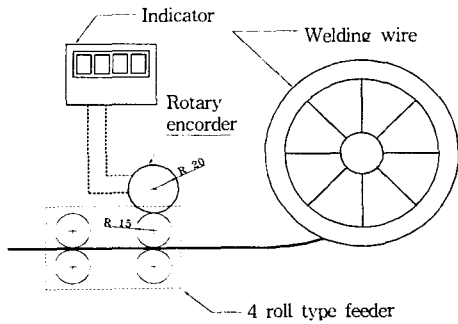 Indicator
Welding wire
Rotary
encorder
R 20
R 15
4 roll type feeder